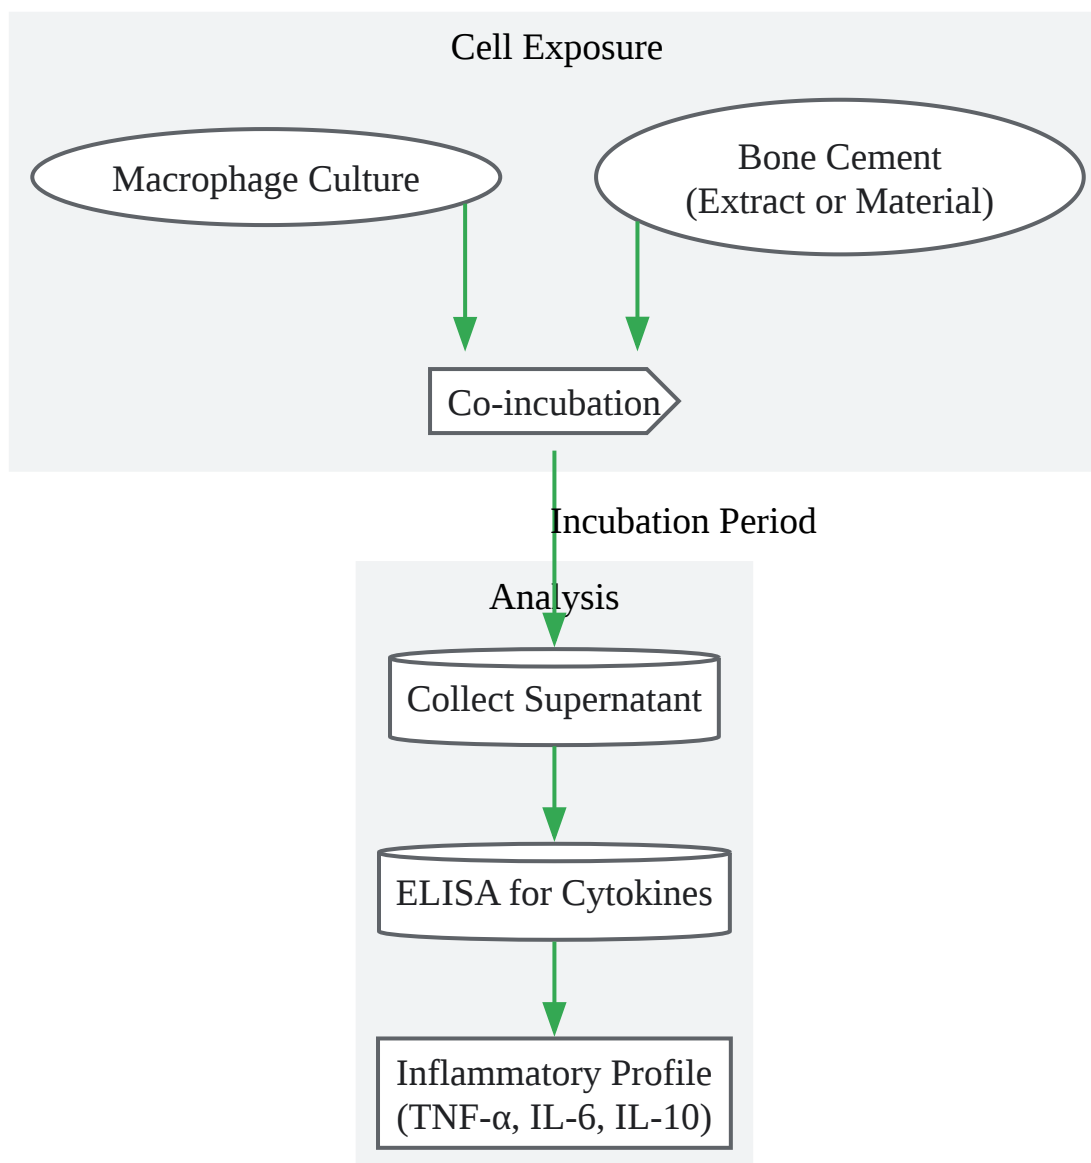 Cell Exposure
Macrophage Culture
Bone Cement
(Extract or Material)
Co-incubation
Incubation Period
Analysis
Collect Supernatant
ELISA for Cytokines
Inflammatory Profile
(TNF-α, IL-6, IL-10)